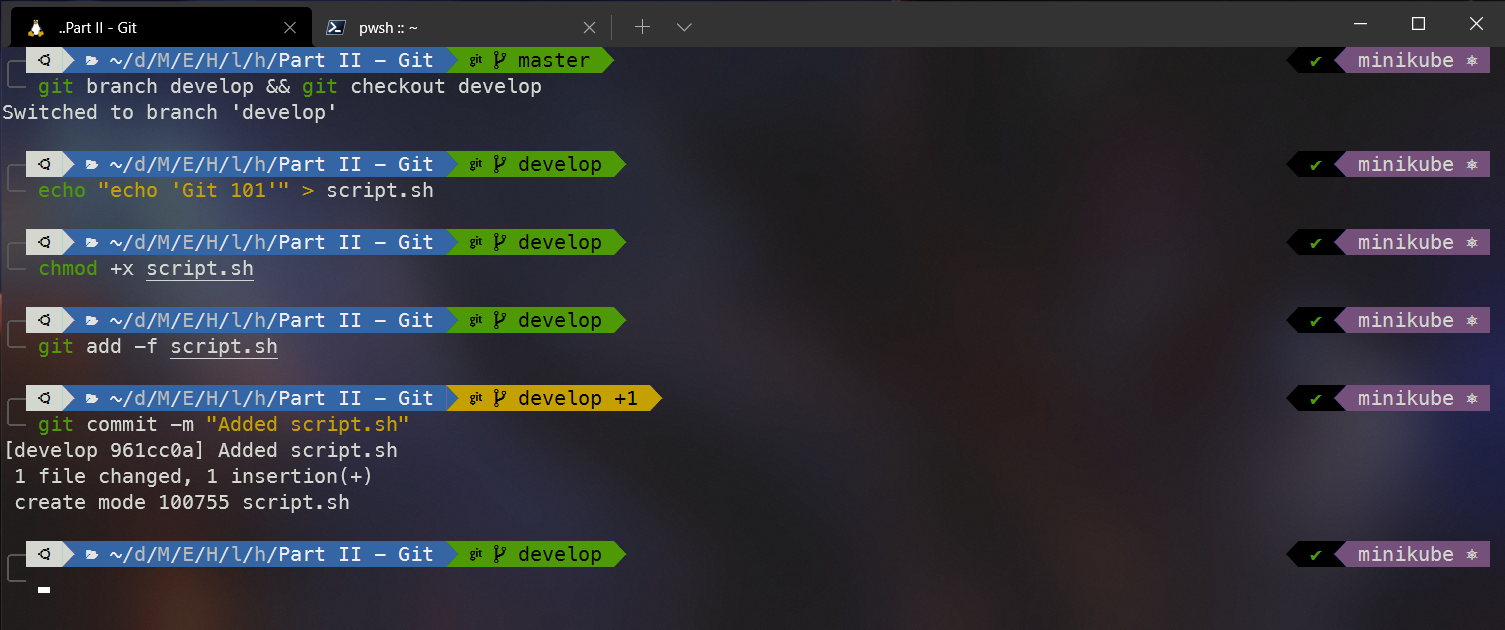 ..Part II - Git pwsh :: ~
~/d/M/E/H/l/h/Part II - Git git master minikube
git branch develop && git checkout develop
Switched to branch 'develop'
~/d/M/E/H/l/h/Part II - Git git develop minikube
echo "echo 'Git 101'" > script.sh
~/d/M/E/H/l/h/Part II - Git git develop minikube
chmod +x script.sh
~/d/M/E/H/l/h/Part II - Git git develop minikube
git add -f script.sh
~/d/M/E/H/l/h/Part II - Git git develop +1 minikube
git commit -m "Added script.sh"
[develop 961cc0a] Added script.sh
1 file changed, 1 insertion(+)
create mode 100755 script.sh
~/d/M/E/H/l/h/Part II - Git git develop minikube